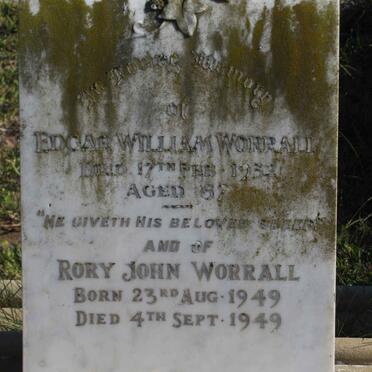 In Loving Memory
of
EDGAR WILLIAM WORRALL
DIED 17TH FEB
AGED
"HE GIVETH HIS BELOVED SLEEP"
AND OF
RORY JOHN WORRALL
BORN 23RD AUG. 1949
DIED 4TH SEPT. 1949